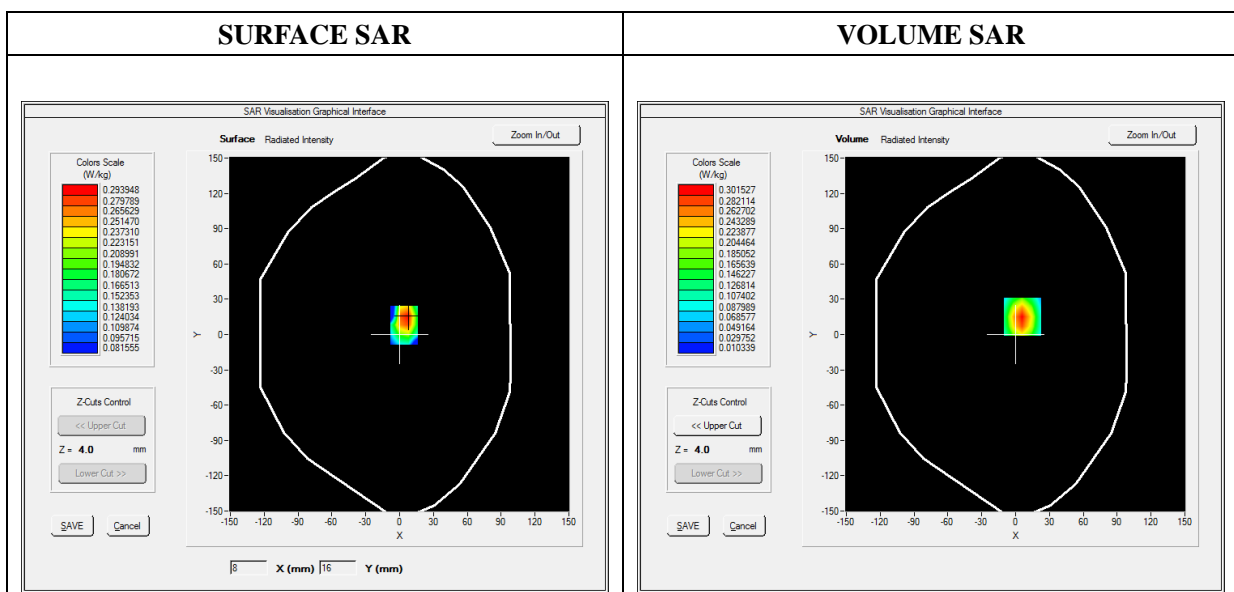 SURFACE SAR
VOLUME SAR
SAR Visualisation Graphical Interface
Surface Radiated Intensity
Zoom In/Out
Colors Scale
(W/kg)
0.293948
0.279789
0.265629
0.251470
0.237310
0.223151
0.208991
0.194832
0.180672
0.166513
0.152353
0.138193
0.124034
0.109874
0.095715
0.081555
Z-Cuts Control
<< Upper Cut
Z = 4.0 mm
Lower Cut >>
SAVE Cancel
150
120
90
60
30
0
-30
-60
-90
-120
-150
Y
-150 -120 -90 -60 -30 0 30 60 90 120 150
X
8 X (mm) 16 Y (mm)
SAR Visualisation Graphical Interface
Volume Radiated Intensity
Zoom In/Out
Colors Scale
(W/kg)
0.301527
0.282114
0.262702
0.243289
0.223877
0.204464
0.185052
0.165639
0.146227
0.126814
0.107402
0.087989
0.068577
0.049164
0.029752
0.010339
Z-Cuts Control
<< Upper Cut
Z = 4.0 mm
Lower Cut >>
SAVE Cancel
150
120
90
60
30
0
-30
-60
-90
-120
-150
Y
-150 -120 -90 -60 -30 0 30 60 90 120 150
X